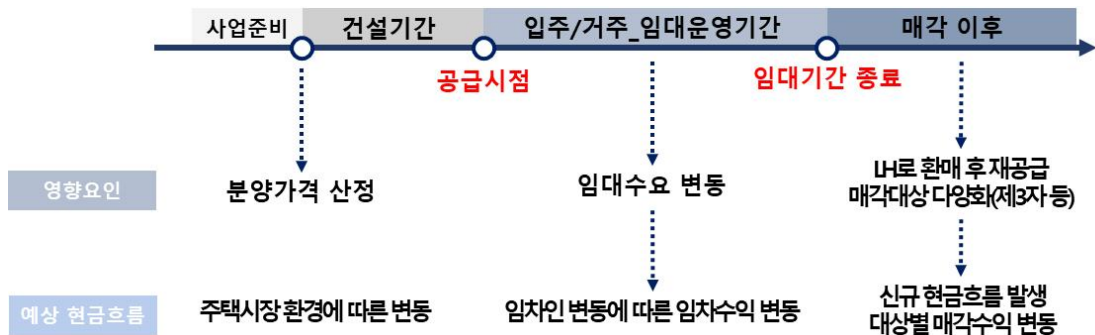 사업준비 건설기간 입주/거주_임대운영기간 매각 이후
공급시점 임대기간 종료
영향요인 분양가격 산정 임대수요 변동 LH로 환매 후 재공급
매각대상 다양화(제3자 등)
예상 현금흐름 주택시장 환경에 따른 변동 임차인 변동에 따른 임차수익 변동 신규 현금흐름 발생
대상별 매각수익 변동